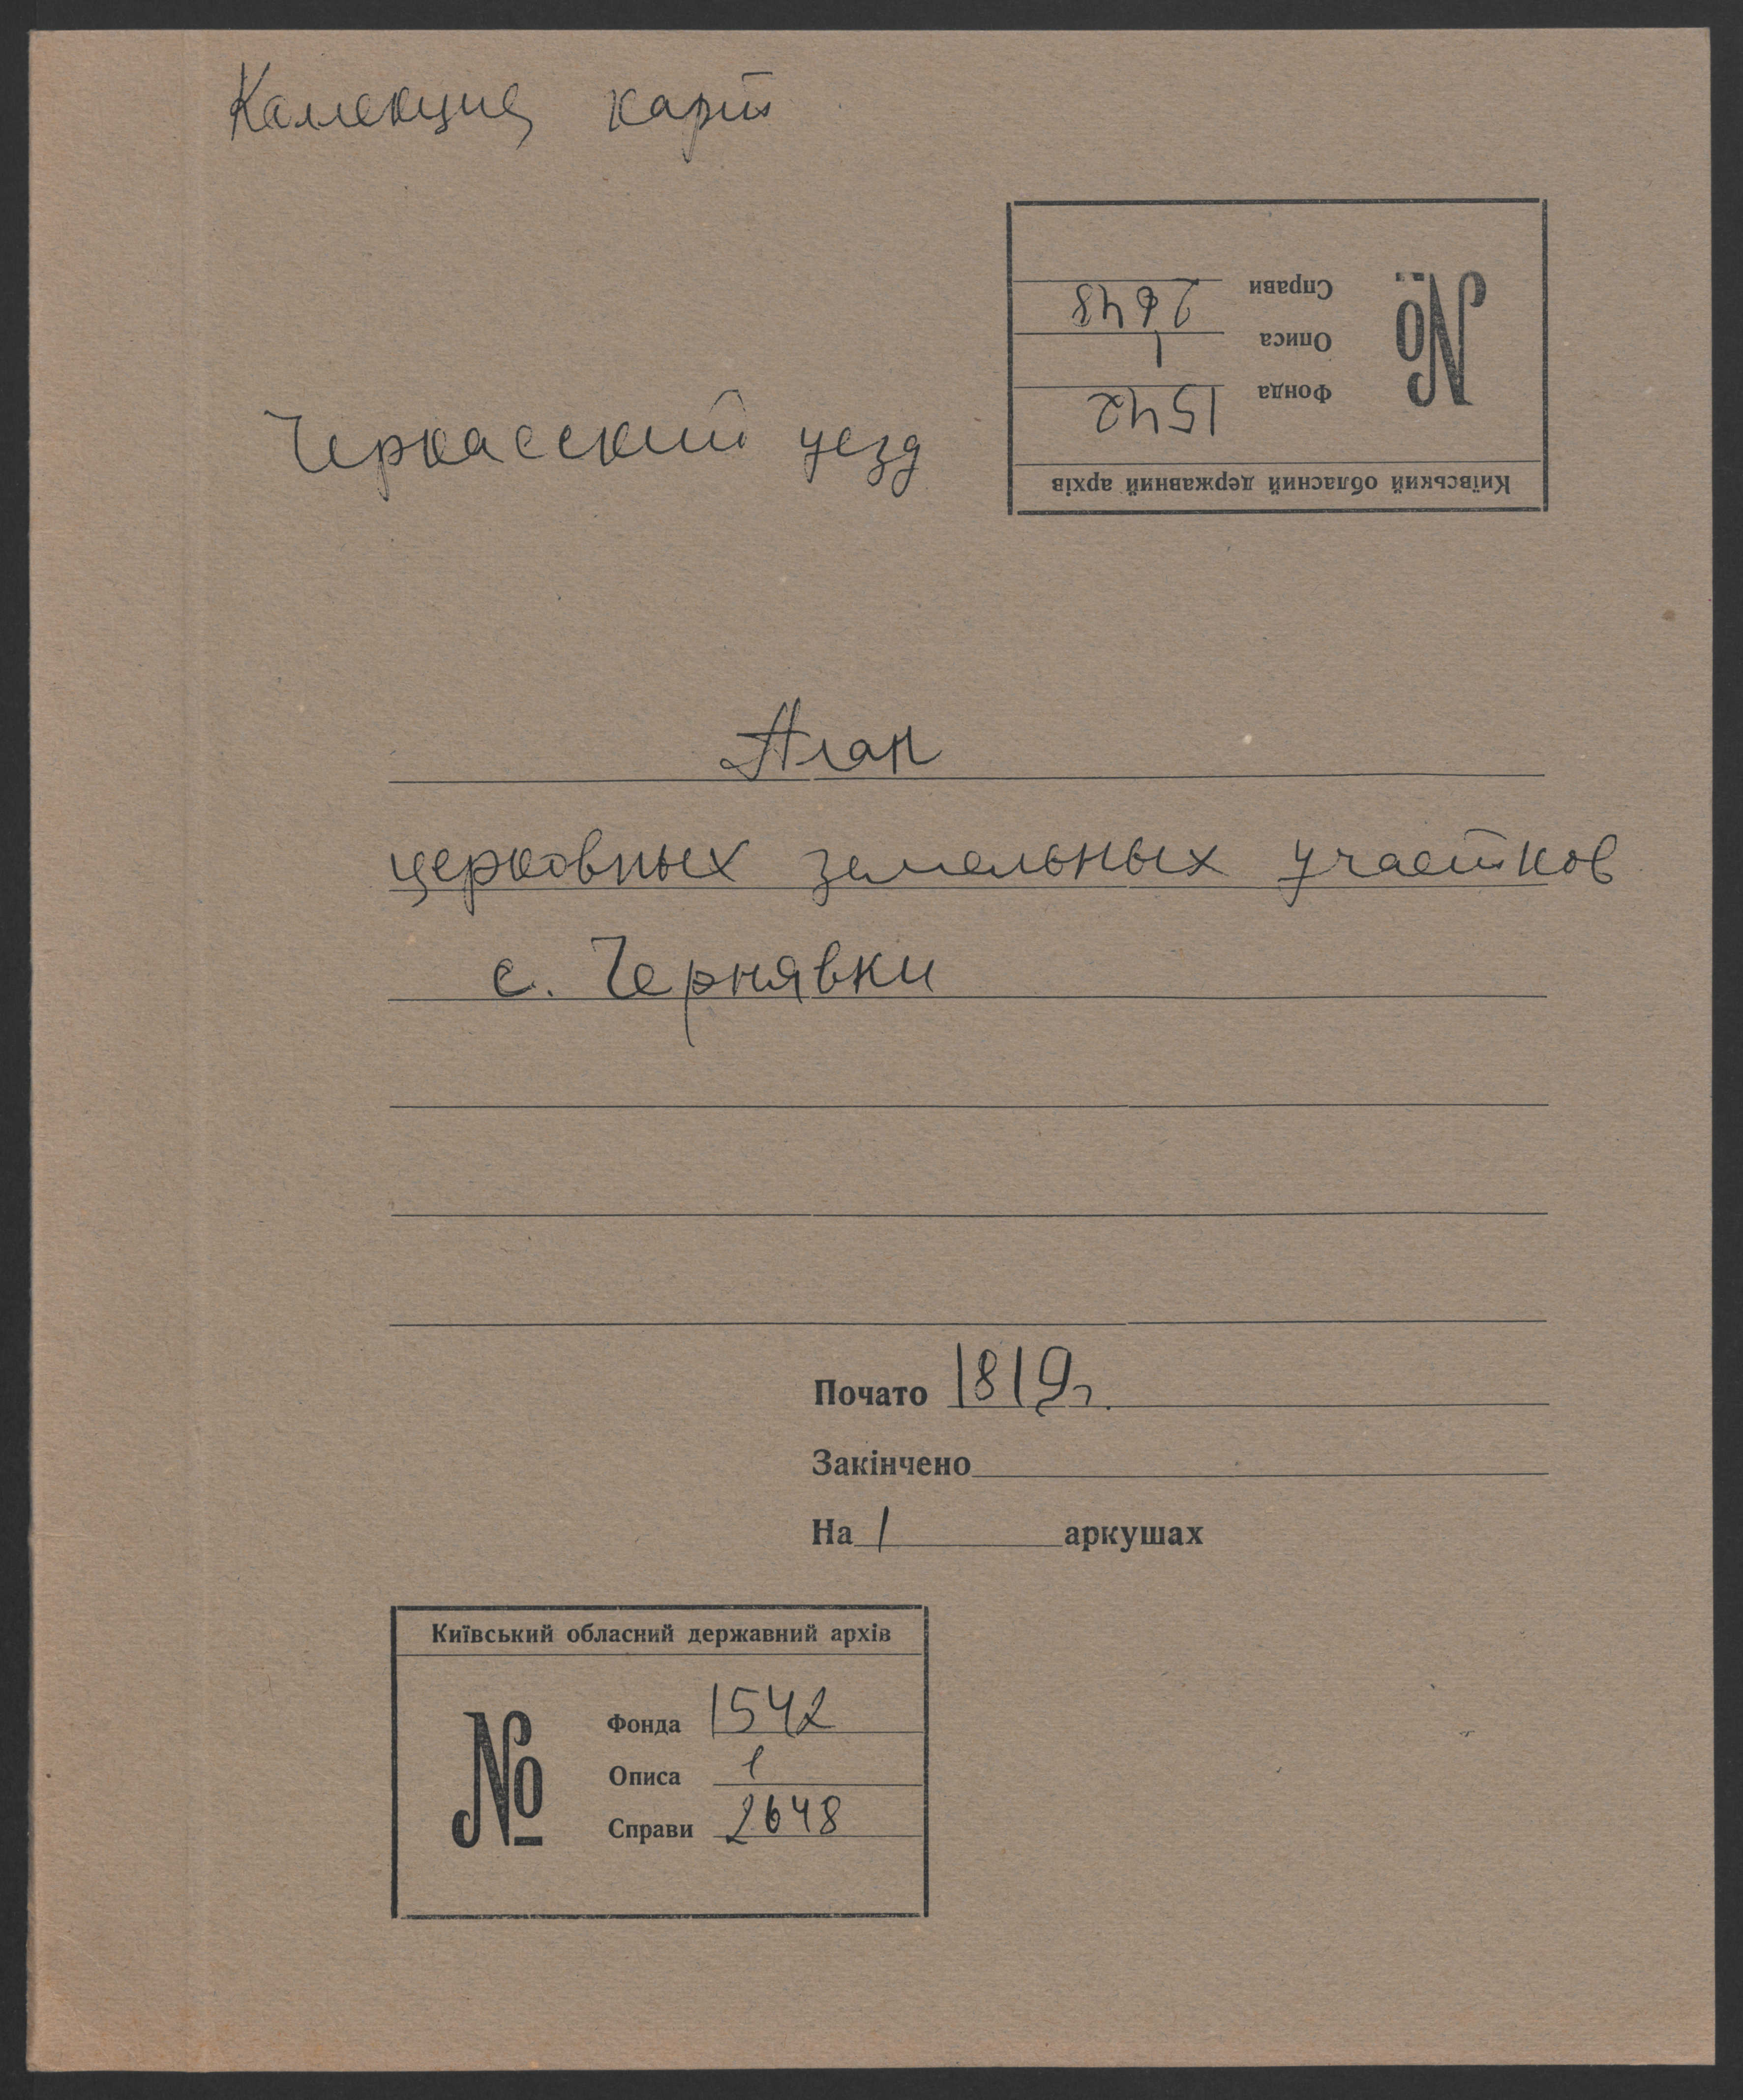 Коллекция карт
Київський обласний державний архів
№
Фонда 1542
Описа 1
Справи 2648
Черкасский уезд
План
церковных земельных участков
с. Чернявки
Почато 1819 г.
Закінчено
На 1 аркушах
Київський обласний державний архів
№
Фонда 1542
Описа 1
Справи 2648